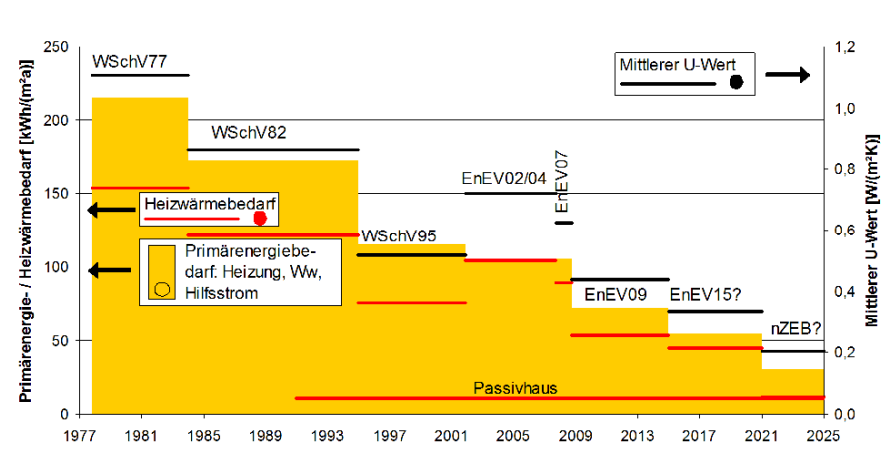 Primärenergie- / Heizwärmebedarf [kWh/(m²a)]
250
200
150
100
50
0
WSchV77
WSchV82
WSchV95
EnEV02/04
EnEV07
EnEV09
EnEV15?
nZEB?
Passivhaus
Mittlerer U-Wert
Heizwärmebedarf
Primärenergiebe-
darf: Heizung, Ww,
Hilfsstrom
1,2
1,0
0,8
0,6
0,4
0,2
0,0
Mittlerer U-Wert [W/(m²K)]
1977 1981 1985 1989 1993 1997 2001 2005 2009 2013 2017 2021 2025